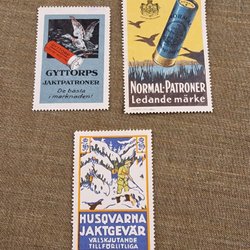 GYTTORPS
JAKTPATRONER
De bästa
i marknaden!
NORMAL-PATRONER
Ledande märke
HUSQVARNA
JAKTGEVÄR
VÄLSKJUTANDE
TILLFÖRLITLIGA